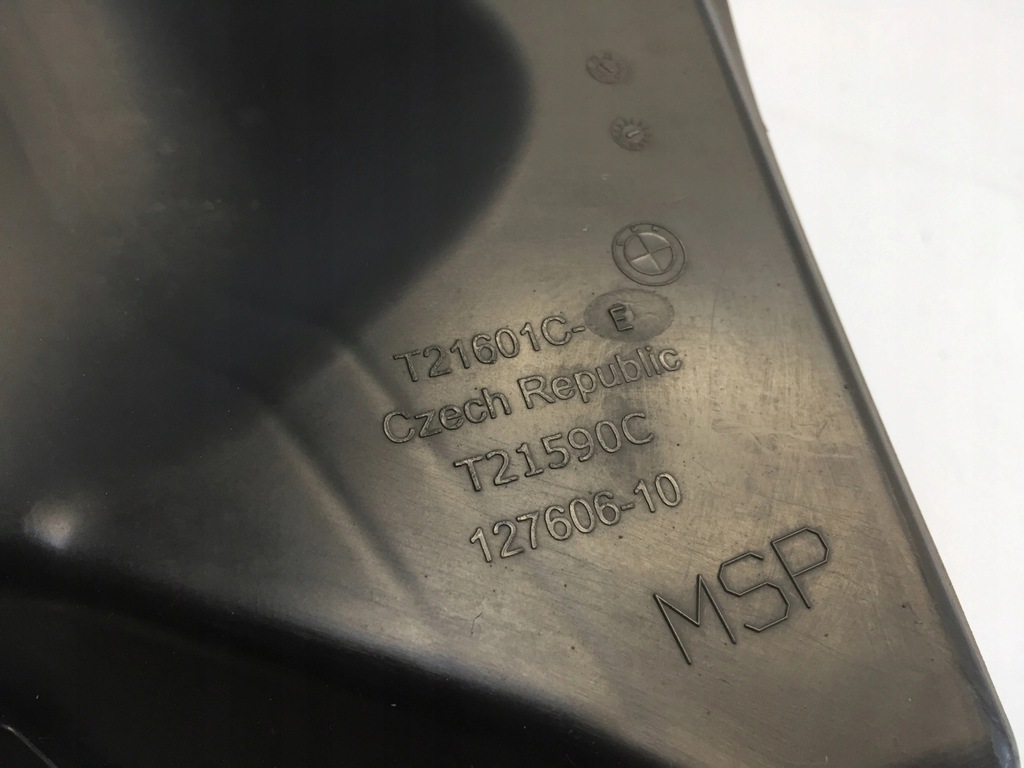 T21601C- E
Czech Republic
T21590C
127606-10
MSP